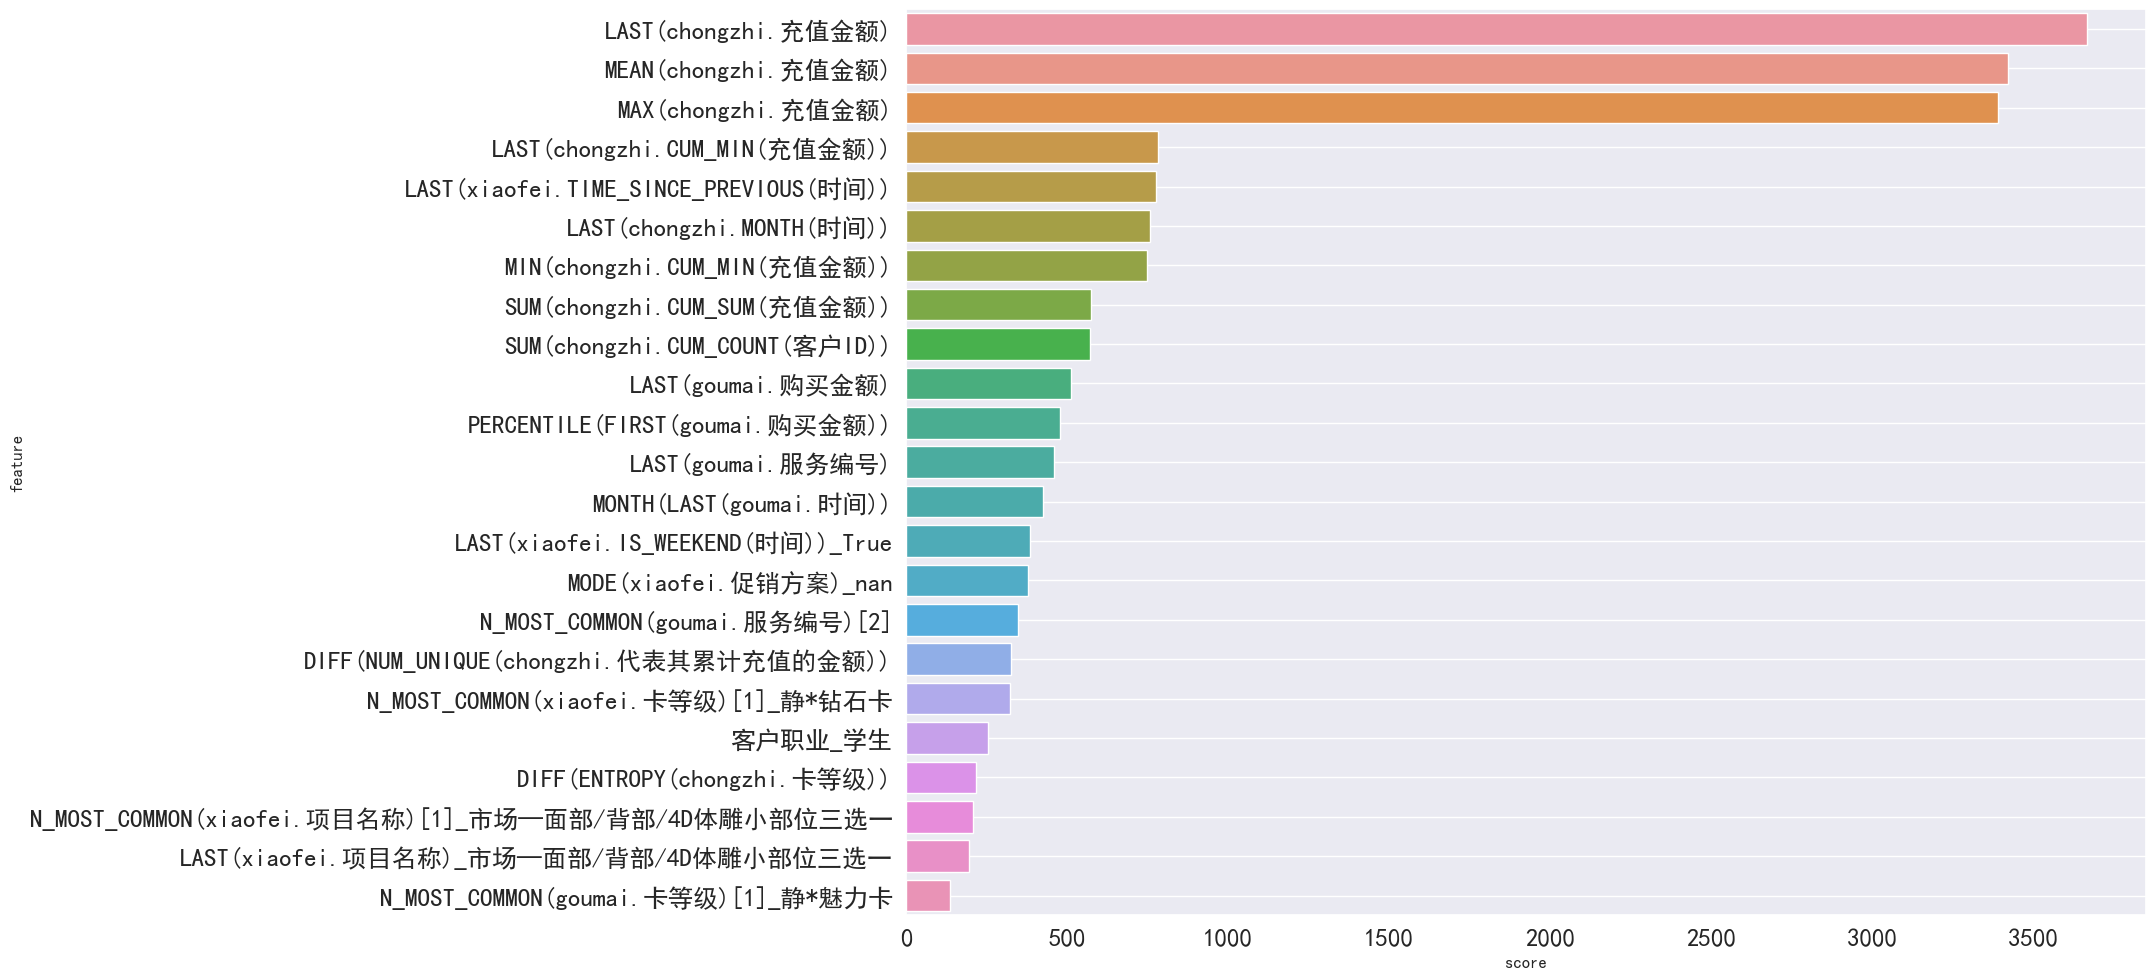 LAST(chongzhi.充值金额)
MEAN(chongzhi.充值金额)
MAX(chongzhi.充值金额)
LAST(chongzhi.CUM_MIN(充值金额))
LAST(xiaofei.TIME_SINCE_PREVIOUS(时间))
LAST(chongzhi.MONTH(时间))
MIN(chongzhi.CUM_MIN(充值金额))
SUM(chongzhi.CUM_SUM(充值金额))
SUM(chongzhi.CUM_COUNT(客户ID))
LAST(goumai.购买金额)
PERCENTILE(FIRST(goumai.购买金额))
LAST(goumai.服务编号)
MONTH(LAST(goumai.时间))
LAST(xiaofei.IS_WEEKEND(时间))_True
MODE(xiaofei.促销方案)_nan
N_MOST_COMMON(goumai.服务编号)[2]
DIFF(NUM_UNIQUE(chongzhi.代表其累计充值的金额))
N_MOST_COMMON(xiaofei.卡等级)[1]_静*钻石卡
客户职业_学生
DIFF(ENTROPY(chongzhi.卡等级))
N_MOST_COMMON(xiaofei.项目名称)[1]_市场—面部/背部/4D体雕小部位三选一
LAST(xiaofei.项目名称)_市场—面部/背部/4D体雕小部位三选一
N_MOST_COMMON(goumai.卡等级)[1]_静*魅力卡
feature
0 500 1000 1500 2000 2500 3000 3500
score